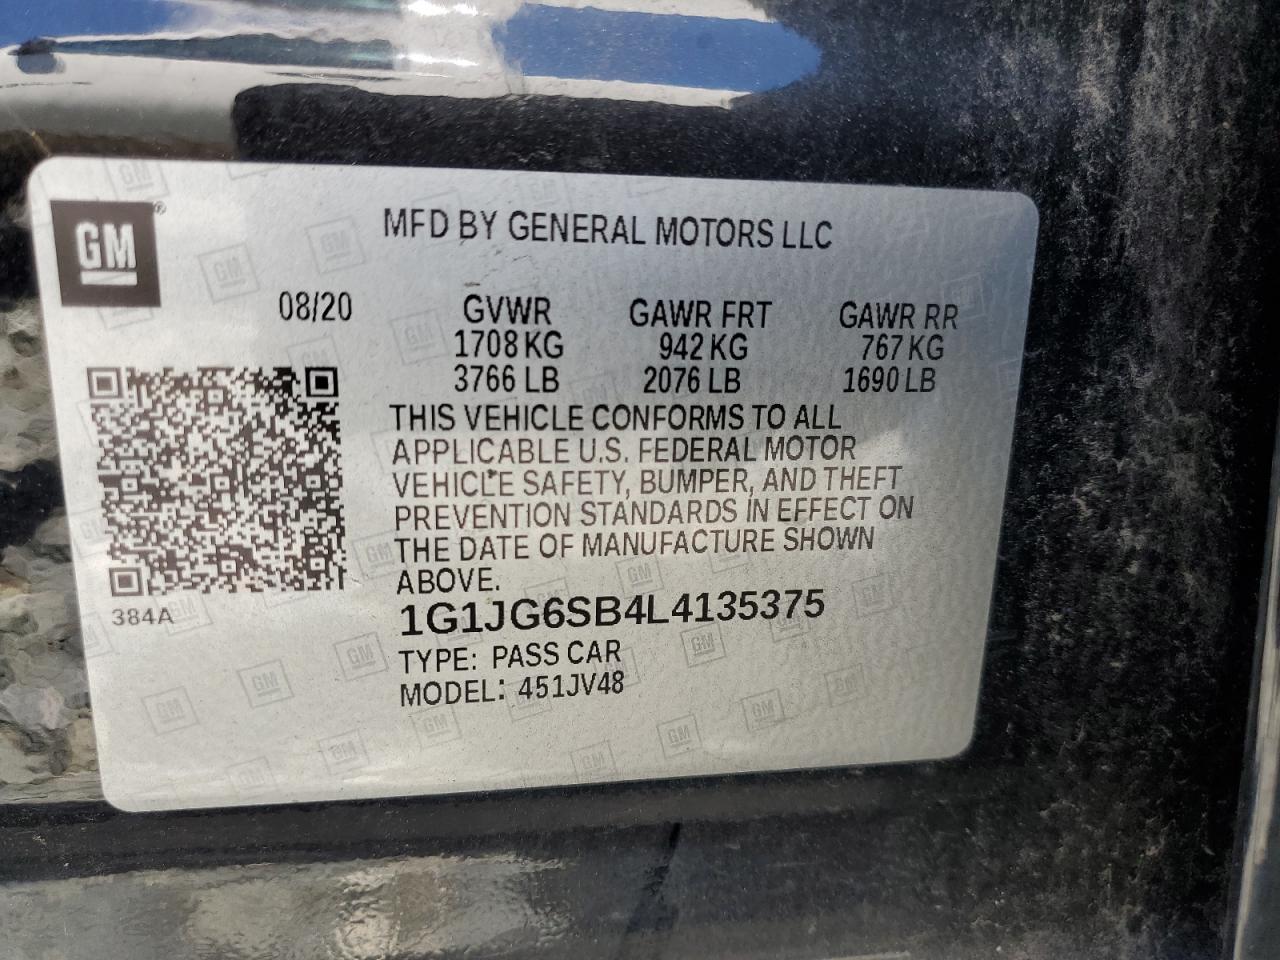 GM
MFD BY GENERAL MOTORS LLC
08/20 GVWR GAWR FRT GAWR RR
1708 KG 942 KG 767 KG
3766 LB 2076 LB 1690 LB
THIS VEHICLE CONFORMS TO ALL
APPLICABLE U.S. FEDERAL MOTOR
VEHICLE SAFETY, BUMPER, AND THEFT
PREVENTION STANDARDS IN EFFECT ON
THE DATE OF MANUFACTURE SHOWN
ABOVE.
384A
1G1JG6SB4L4135375
TYPE: PASS CAR
MODEL: 451JV48